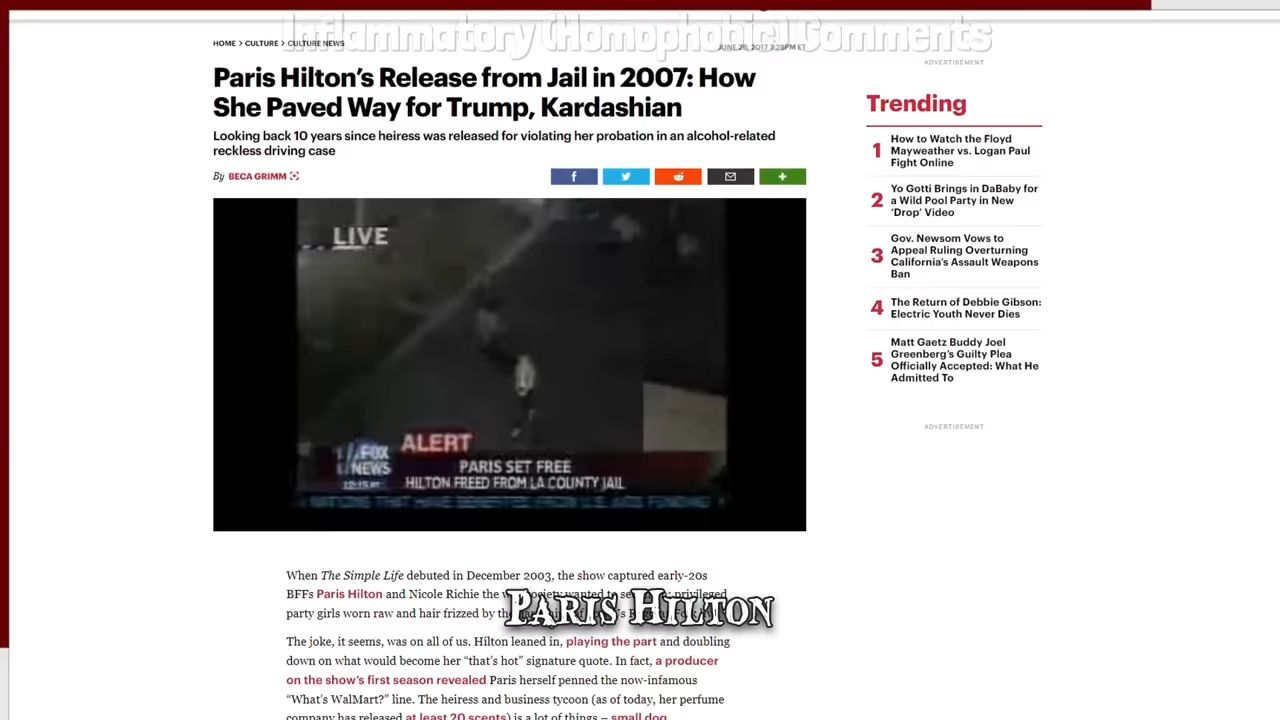 Inflammatory (Homophobic) Comments
HOME > CULTURE > CULTURE NEWS
JUNE 26, 2017 7:28PM ET
Paris Hilton's Release from Jail in 2007: How
She Paved Way for Trump, Kardashian
Looking back 10 years since heiress was released for violating her probation in an alcohol-related
reckless driving case
By BECA GRIMM
LIVE
ALERT
FOX
NEWS
PARIS SET FREE
HILTON FREED FROM LA COUNTY JAIL
When The Simple Life debuted in December 2003, the show captured early-20s
BFFs Paris Hilton and Nicole Richie the wanted to privileged
party girls worn raw and hair frizzed by the
PARIS HILTON
The joke, it seems, was on all of us. Hilton leaned in, playing the part and doubling
down on what would become her “that's hot” signature quote. In fact, a producer
on the show's first season revealed Paris herself penned the now-infamous
“What's WalMart?” line. The heiress and business tycoon (as of today, her perfume
company has released at least 20 scents) is a lot of things – small dog
ADVERTISEMENT
Trending
1 How to Watch the Floyd
Mayweather vs. Logan Paul
Fight Online
2 Yo Gotti Brings in DaBaby for
a Wild Pool Party in New
‘Drop’ Video
3 Gov. Newsom Vows to
Appeal Ruling Overturning
California's Assault Weapons
Ban
4 The Return of Debbie Gibson:
Electric Youth Never Dies
5 Matt Gaetz Buddy Joel
Greenberg's Guilty Plea
Officially Accepted: What He
Admitted To
ADVERTISEMENT